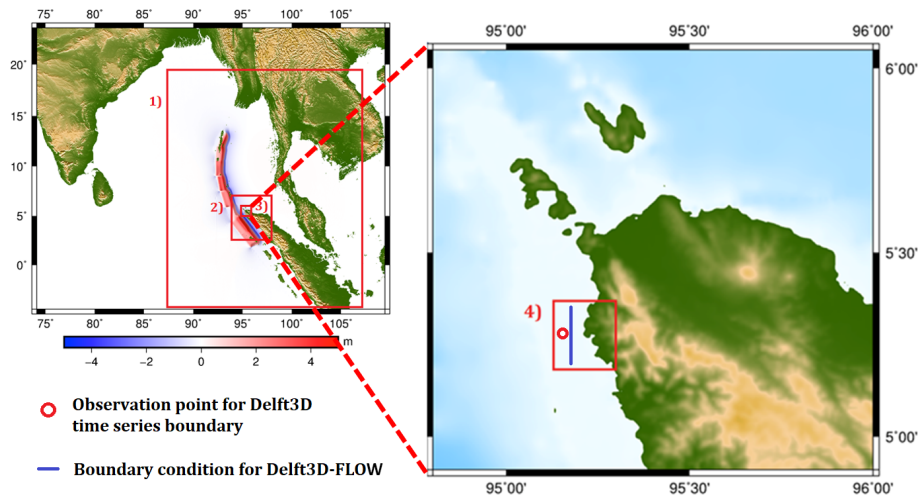 75° 80° 85° 90° 95° 100° 105°
20°
15°
10°
5°
0°
1)
2)
3)
75° 80° 85° 90° 95° 100° 105°
m
−4 −2 0 2 4
Observation point for Delft3D
time series boundary
Boundary condition for Delft3D-FLOW
95°00' 95°30' 96°00'
6°00'
5°30'
4)
5°00'
95°00' 95°30' 96°00'